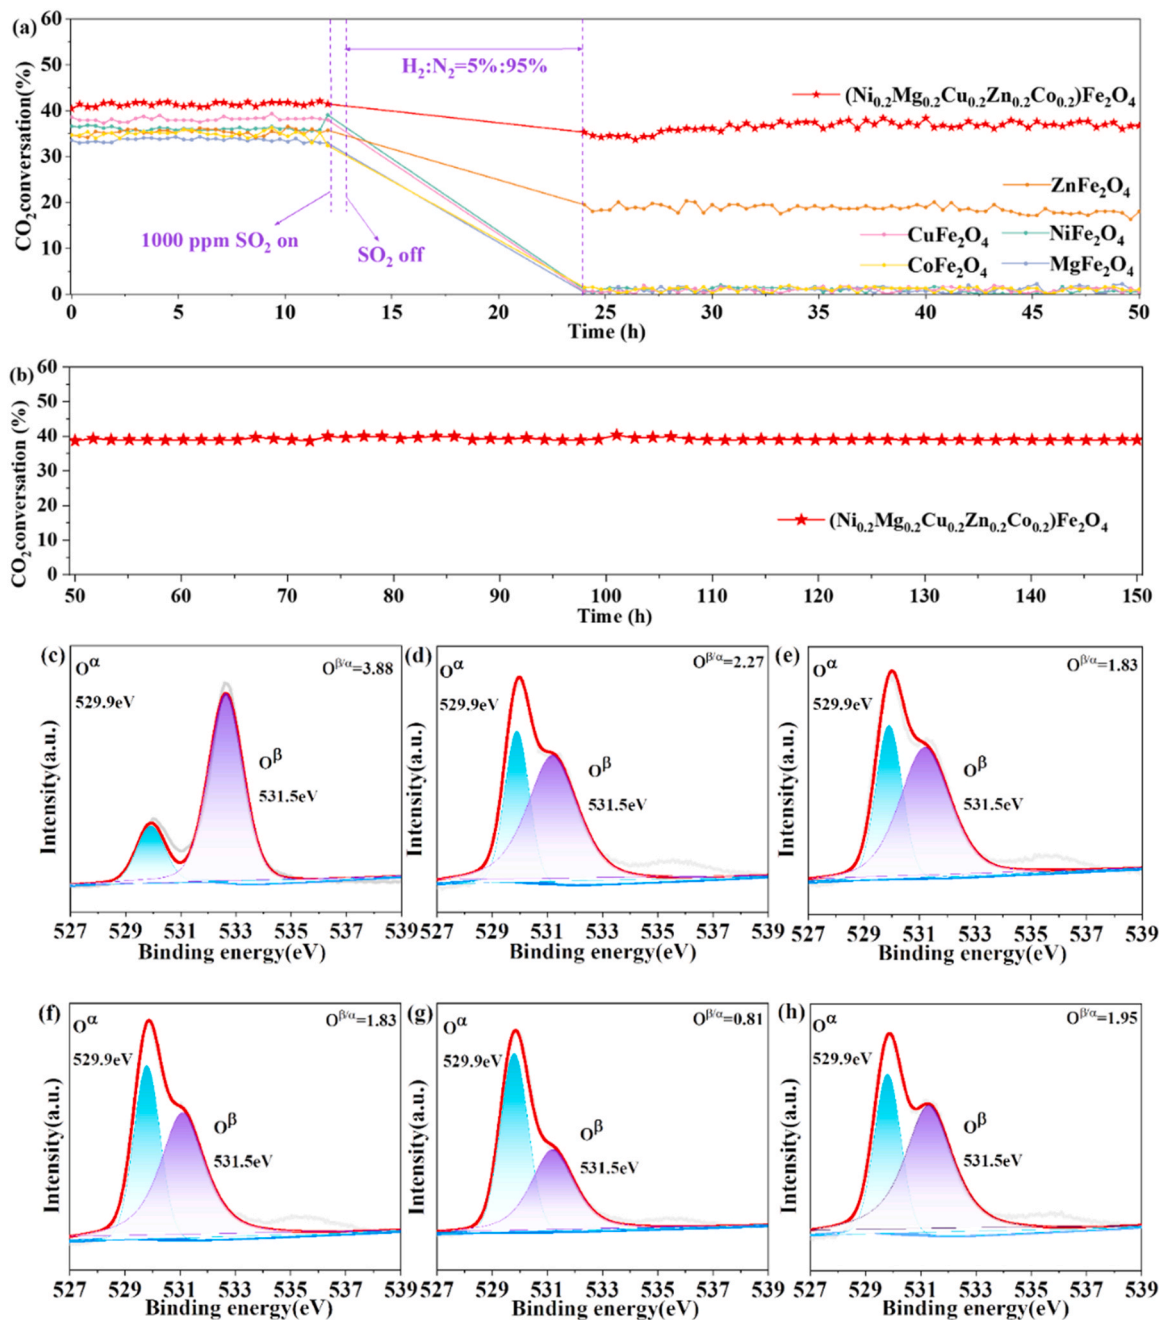 (a)
CO2conversation(%)
60
50
40
30
20
10
0
H2:N2=5%:95%
(Ni0.2Mg0.2Cu0.2Zn0.2Co0.2)Fe2O4
ZnFe2O4
1000 ppm SO2 on
SO2 off
CuFe2O4 NiFe2O4
CoFe2O4 MgFe2O4
0 5 10 15 20 25 30 35 40 45 50
Time (h)
(b)
CO2conversation (%)
60
50
40
30
20
10
0
(Ni0.2Mg0.2Cu0.2Zn0.2Co0.2)Fe2O4
50 60 70 80 90 100 110 120 130 140 150
Time (h)
(c)
Oα
529.9eV
Oβ/α=3.88
Oβ
531.5eV
Intensity(a.u.)
527 529 531 533 535 537 539
Binding energy(eV)
(d)
Oα
529.9eV
Oβ/α=2.27
Oβ
531.5eV
Intensity(a.u.)
527 529 531 533 535 537 539
Binding energy(eV)
(e)
Oα
529.9eV
Oβ/α=1.83
Oβ
531.5eV
Intensity(a.u.)
527 529 531 533 535 537 539
Binding energy(eV)
(f)
Oα
529.9eV
Oβ/α=1.83
Oβ
531.5eV
Intensity(a.u.)
527 529 531 533 535 537 539
Binding energy(eV)
(g)
Oα
529.9eV
Oβ/α=0.81
Oβ
531.5eV
Intensity(a.u.)
527 529 531 533 535 537 539
Binding energy(eV)
(h)
Oα
529.9eV
Oβ/α=1.95
Oβ
531.5eV
Intensity(a.u.)
527 529 531 533 535 537 539
Binding energy(eV)